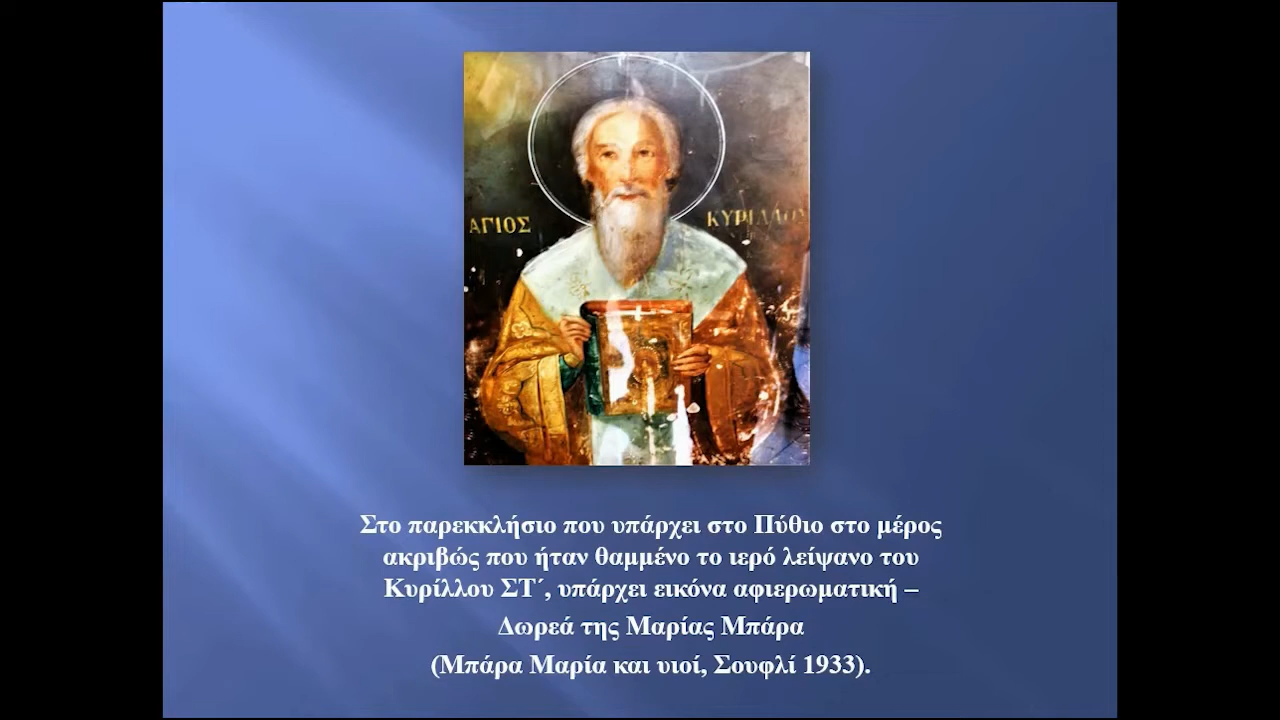 ΑΓΙΟΣ ΚΥΡΙΛΛΟΣ
Στο παρεκκλήσιο που υπάρχει στο Πύθιο στο μέρος
ακριβώς που ήταν θαμμένο το ιερό λείψανο του
Κυρίλλου ΣΤ΄, υπάρχει εικόνα αφιερωματική –
Δωρεά της Μαρίας Μπάρα
(Μπάρα Μαρία και υιοί, Σουφλί 1933).